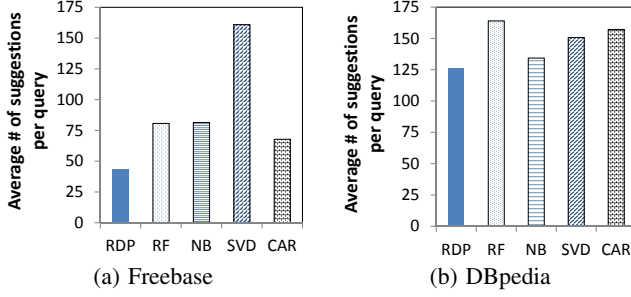 Average # of suggestions
per query
175
150
125
100
75
50
25
0
RDP RF NB SVD CAR
(a) Freebase
Average # of suggestions
per query
175
150
125
100
75
50
25
0
RDP RF NB SVD CAR
(b) DBpedia